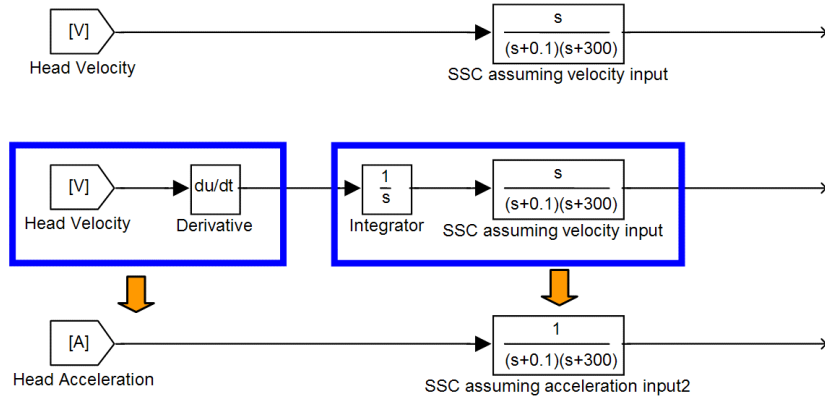 [V]
s
(s+0.1)(s+300)
Head Velocity
SSC assuming velocity input
[V]
du/dt
1
s
s
(s+0.1)(s+300)
Head Velocity
Derivative
Integrator
SSC assuming velocity input
[A]
1
(s+0.1)(s+300)
Head Acceleration
SSC assuming acceleration input2